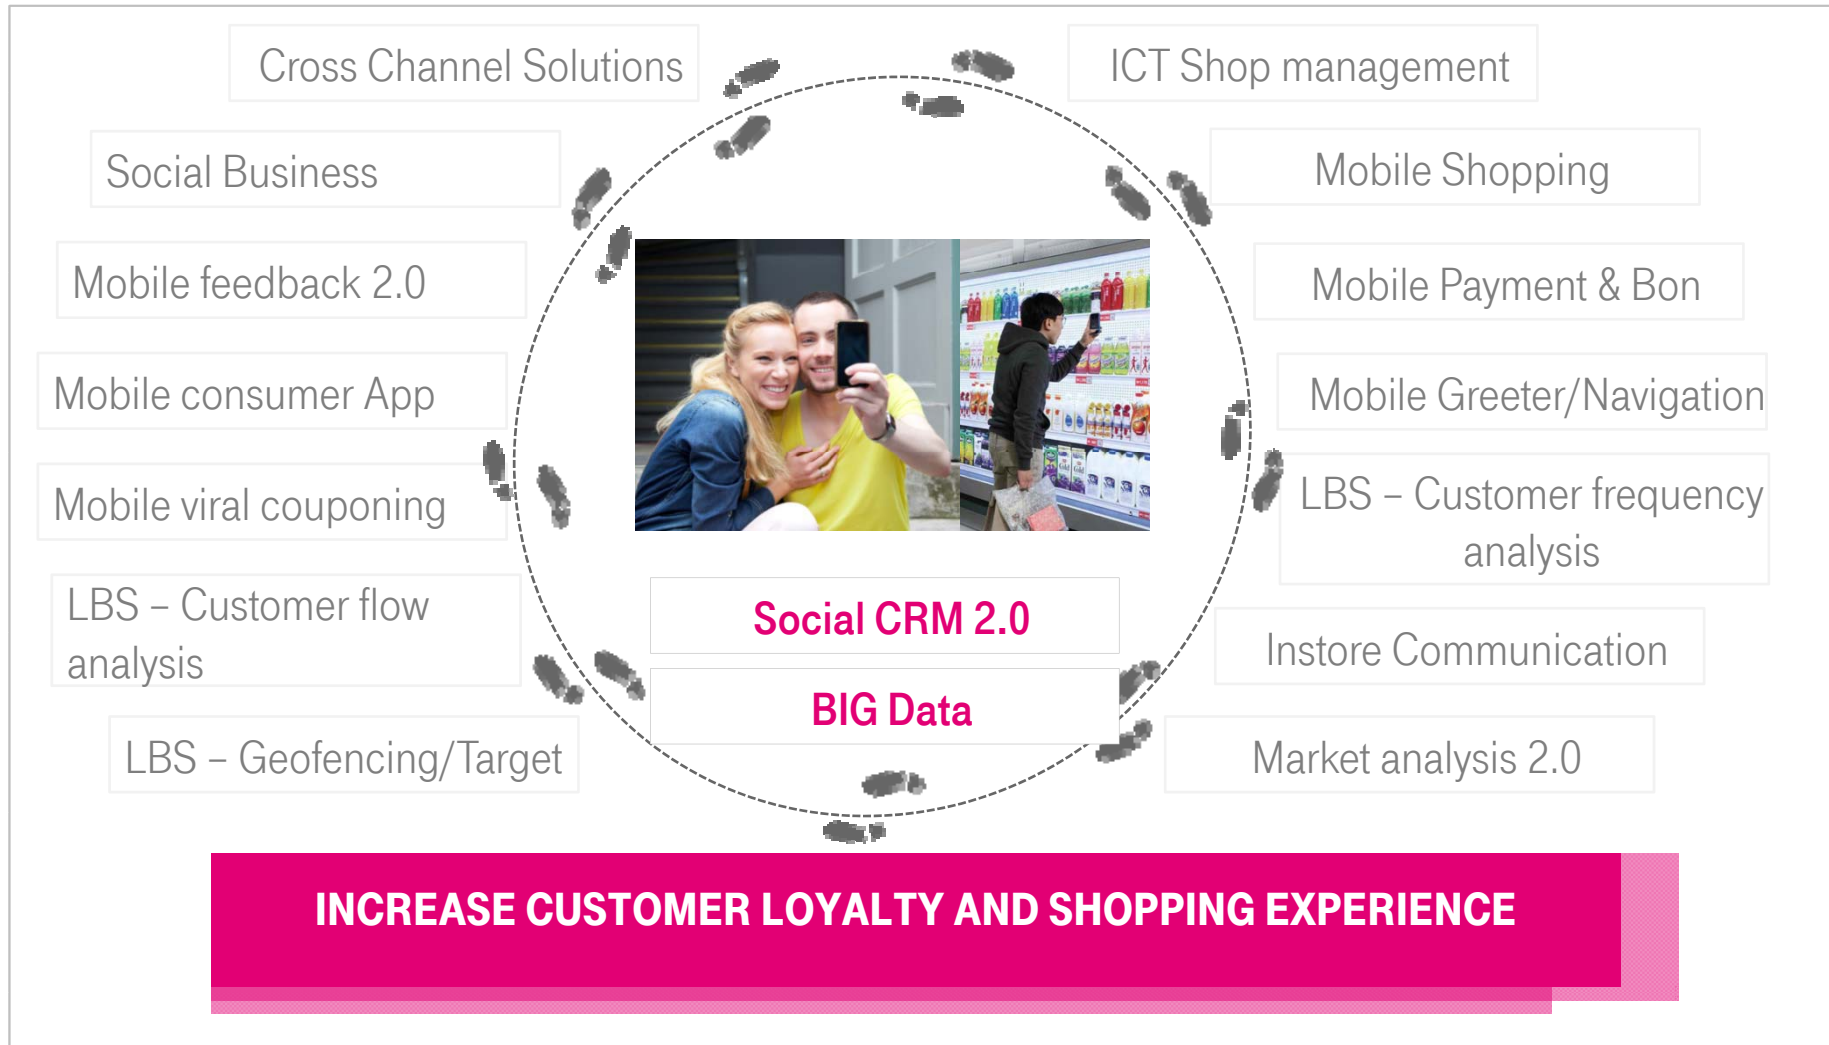 Cross Channel Solutions
ICT Shop management
Social Business
Mobile Shopping
Mobile feedback 2.0
Mobile Payment & Bon
Mobile consumer App
Mobile Greeter/Navigation
Mobile viral couponing
LBS – Customer frequency
analysis
LBS – Customer flow
analysis
Social CRM 2.0
Instore Communication
BIG Data
LBS – Geofencing/Target
Market analysis 2.0
INCREASE CUSTOMER LOYALTY AND SHOPPING EXPERIENCE